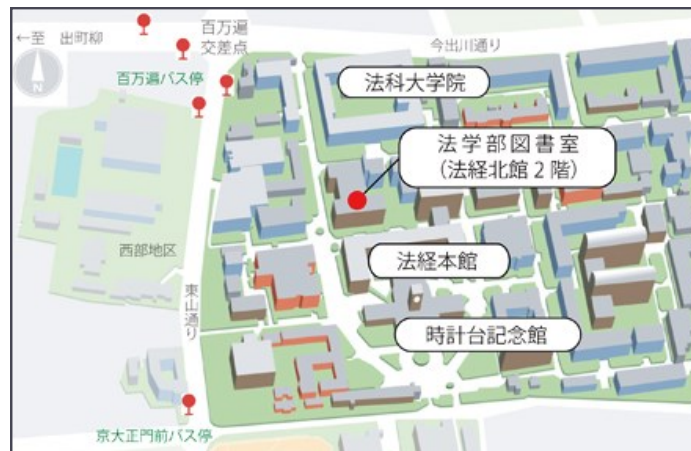 百万遍
交差点
←至 出町柳
今出川通り
N
百万遍バス停
法科大学院
法学部図書室
(法経北館2階)
西部地区
法経本館
東山通り
時計台記念館
京大正門前バス停